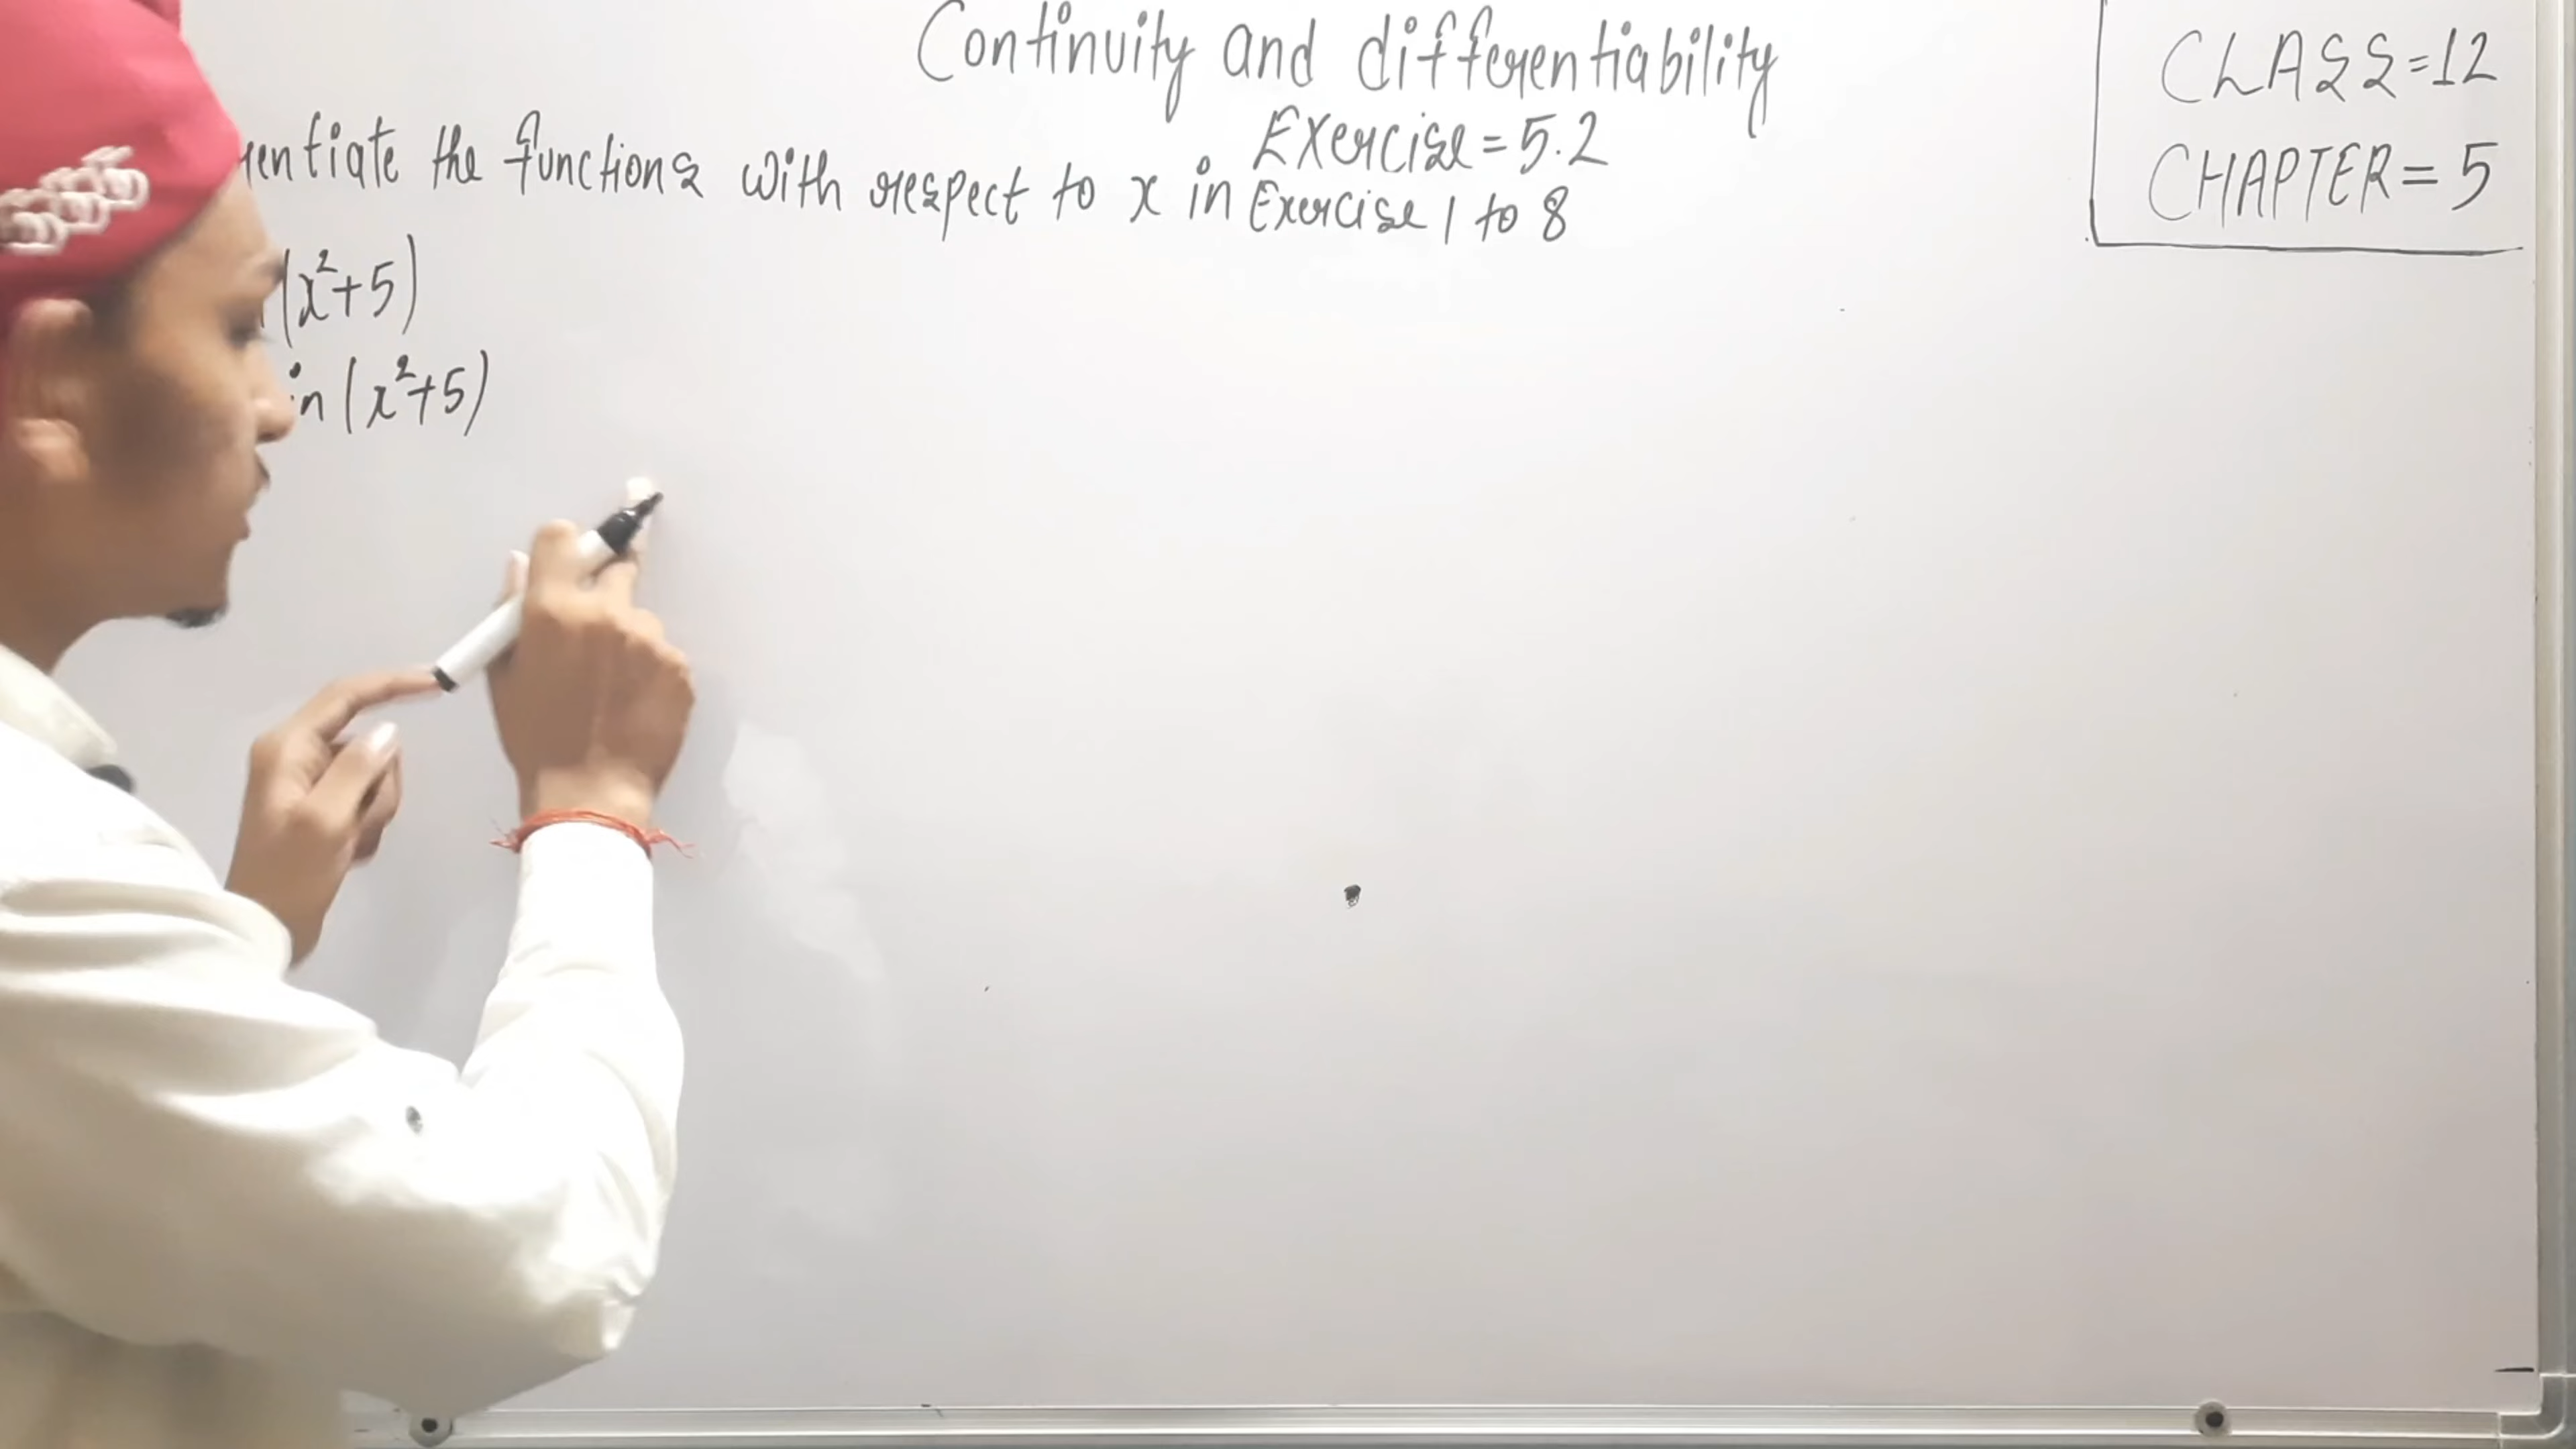 Continuity and differentiability
CLASS=12
CHAPTER=5
Exercise=5.2
the functions with respect to x in Exercise 1 to 8
(x²+5)
in (x²+5)